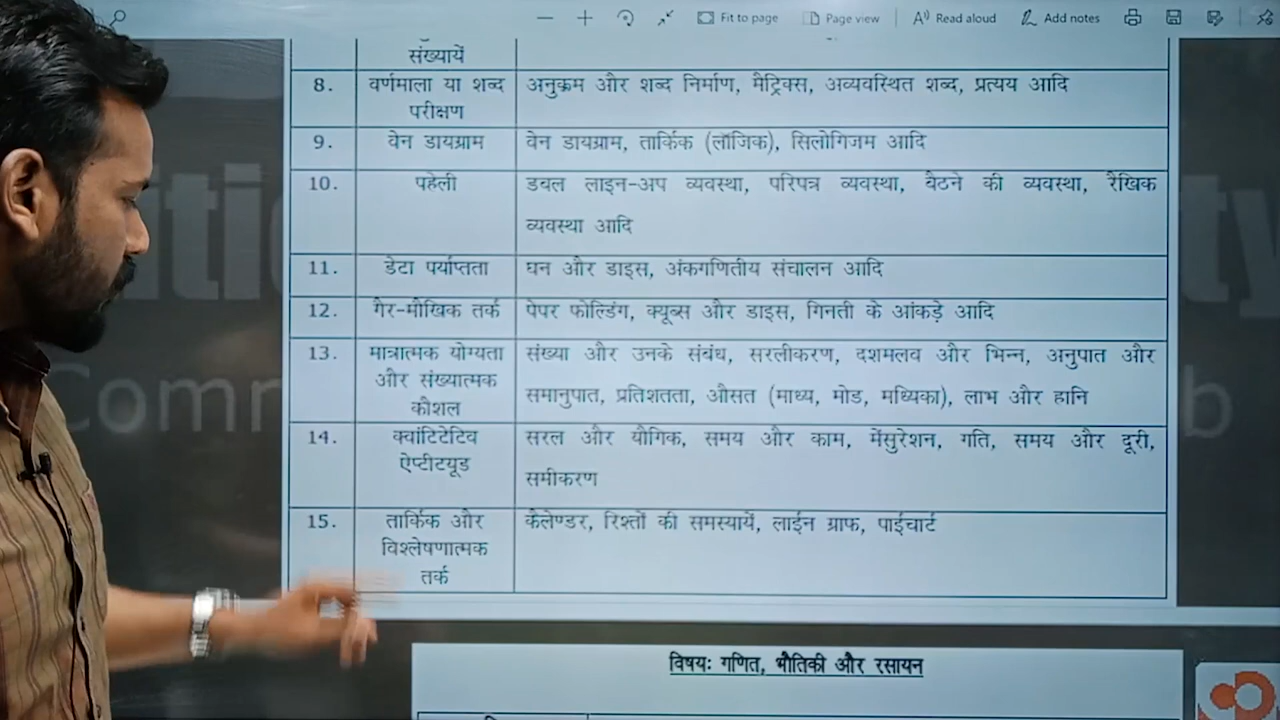 Fit to page
Page view
Read aloud
Add notes
संख्यायें
8. वर्णमाला या शब्द अनुक्रम और शब्द निर्माण, मैट्रिक्स, अव्यवस्थित शब्द, प्रत्यय आदि
परीक्षण
9. वेन डायग्राम वेन डायग्राम, तार्किक (लॉजिक), सिलोगिजम आदि
10. पहेली डबल लाइन-अप व्यवस्था, परिपत्र व्यवस्था, बैठने की व्यवस्था, रैखिक
व्यवस्था आदि
11. डेटा पर्याप्तता घन और डाइस, अंकगणितीय संचालन आदि
12. गैर-मौखिक तर्क पेपर फोल्डिंग, क्यूब्स और डाइस, गिनती के आंकड़े आदि
13. मात्रात्मक योग्यता संख्या और उनके संबंध, सरलीकरण, दशमलव और भिन्न, अनुपात और
और संख्यात्मक
समानुपात, प्रतिशतता, औसत (माध्य, मोड, मध्यिका), लाभ और हानि
कौशल
14. क्वांटिटेटिव सरल और यौगिक, समय और काम, मेंसुरेशन, गति, समय और दूरी,
ऐप्टीटयूड
समीकरण
15. तार्किक और कैलेण्डर, रिश्तों की समस्यायें, लाईन ग्राफ, पाईचार्ट
विश्लेषणात्मक
तर्क
विषयः गणित, भौतिकी और रसायन